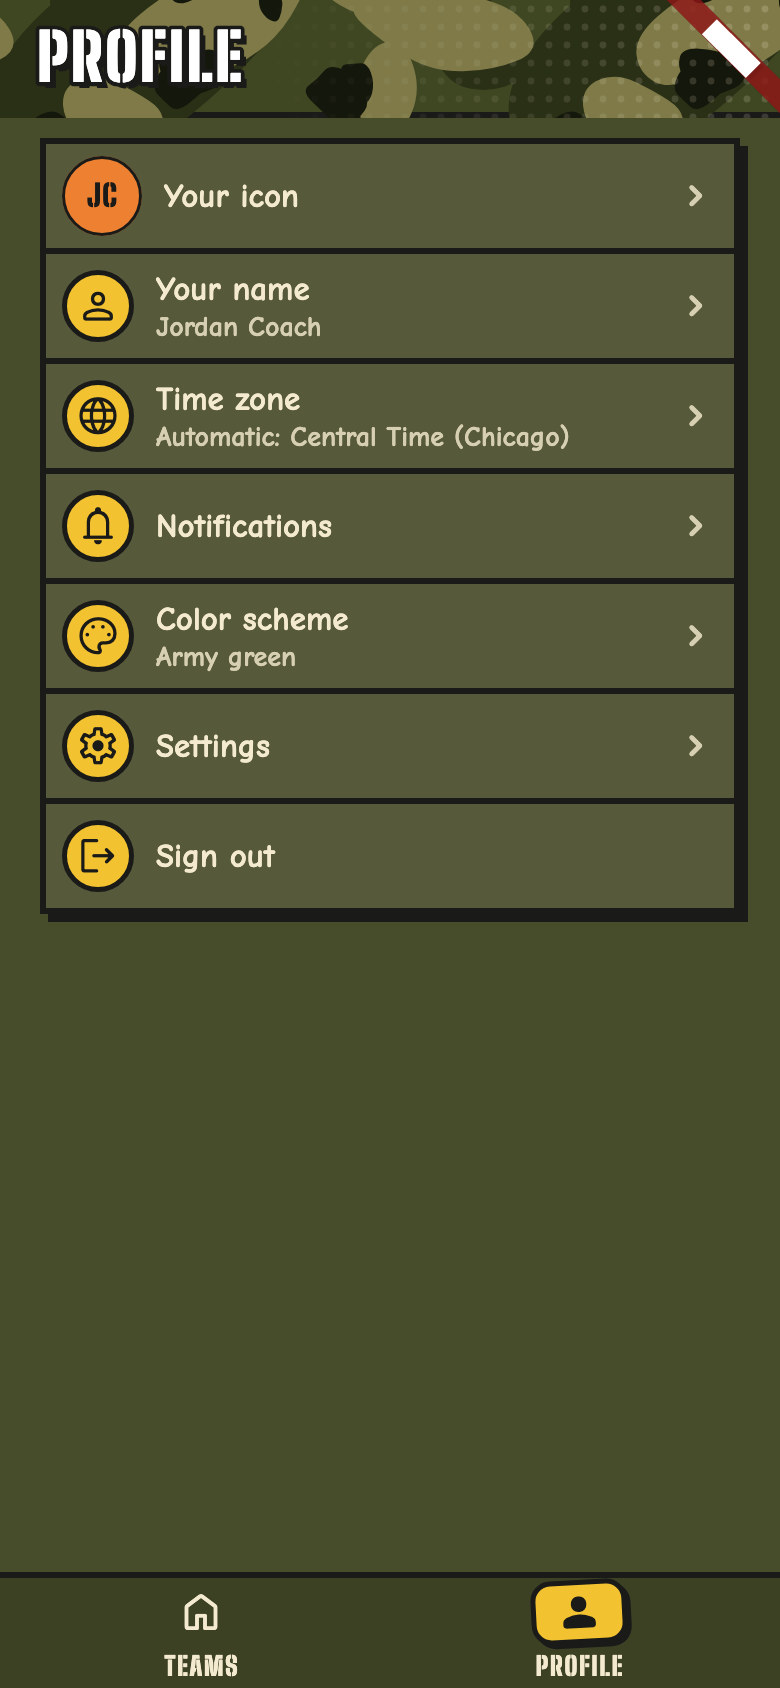 PROFILE
JC
Your icon
Your name
Jordan Coach
Time zone
Automatic: Central Time (Chicago)
Notifications
Color scheme
Army green
Settings
Sign out
TEAMS
PROFILE